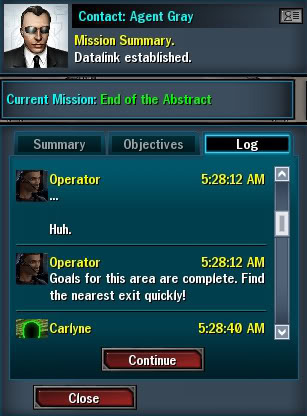 Contact: Agent Gray
Mission Summary.
Datalink established.
Current Mission: End of the Abstract
Summary Objectives Log
Operator 5:28:12 AM
...
Huh.
Operator 5:28:12 AM
Goals for this area are complete. Find
the nearest exit quickly!
Carlyne 5:28:40 AM
Continue
Close